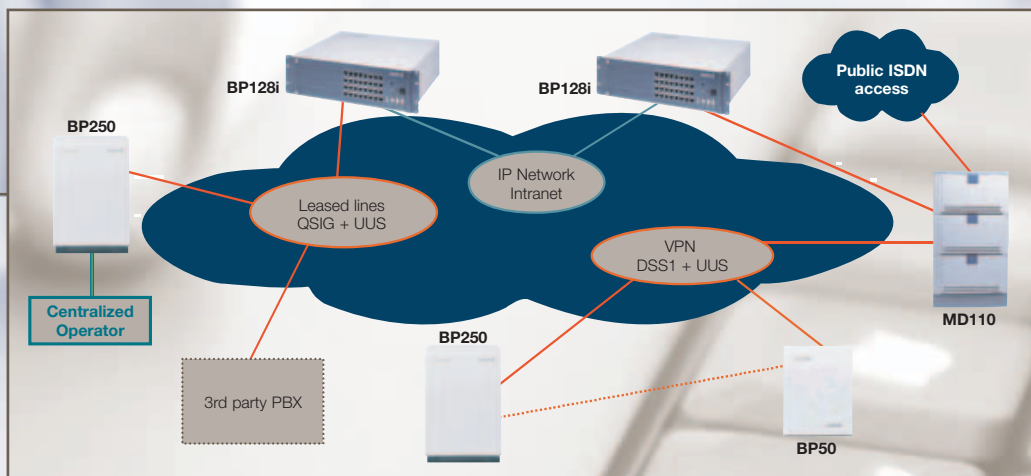 BP128i
BP128i
Public ISDN
access
BP250
IP Network
Intranet
Leased lines
QSIG + UUS
VPN
DSS1 + UUS
Centralized
Operator
MD110
BP250
3rd party PBX
BP50